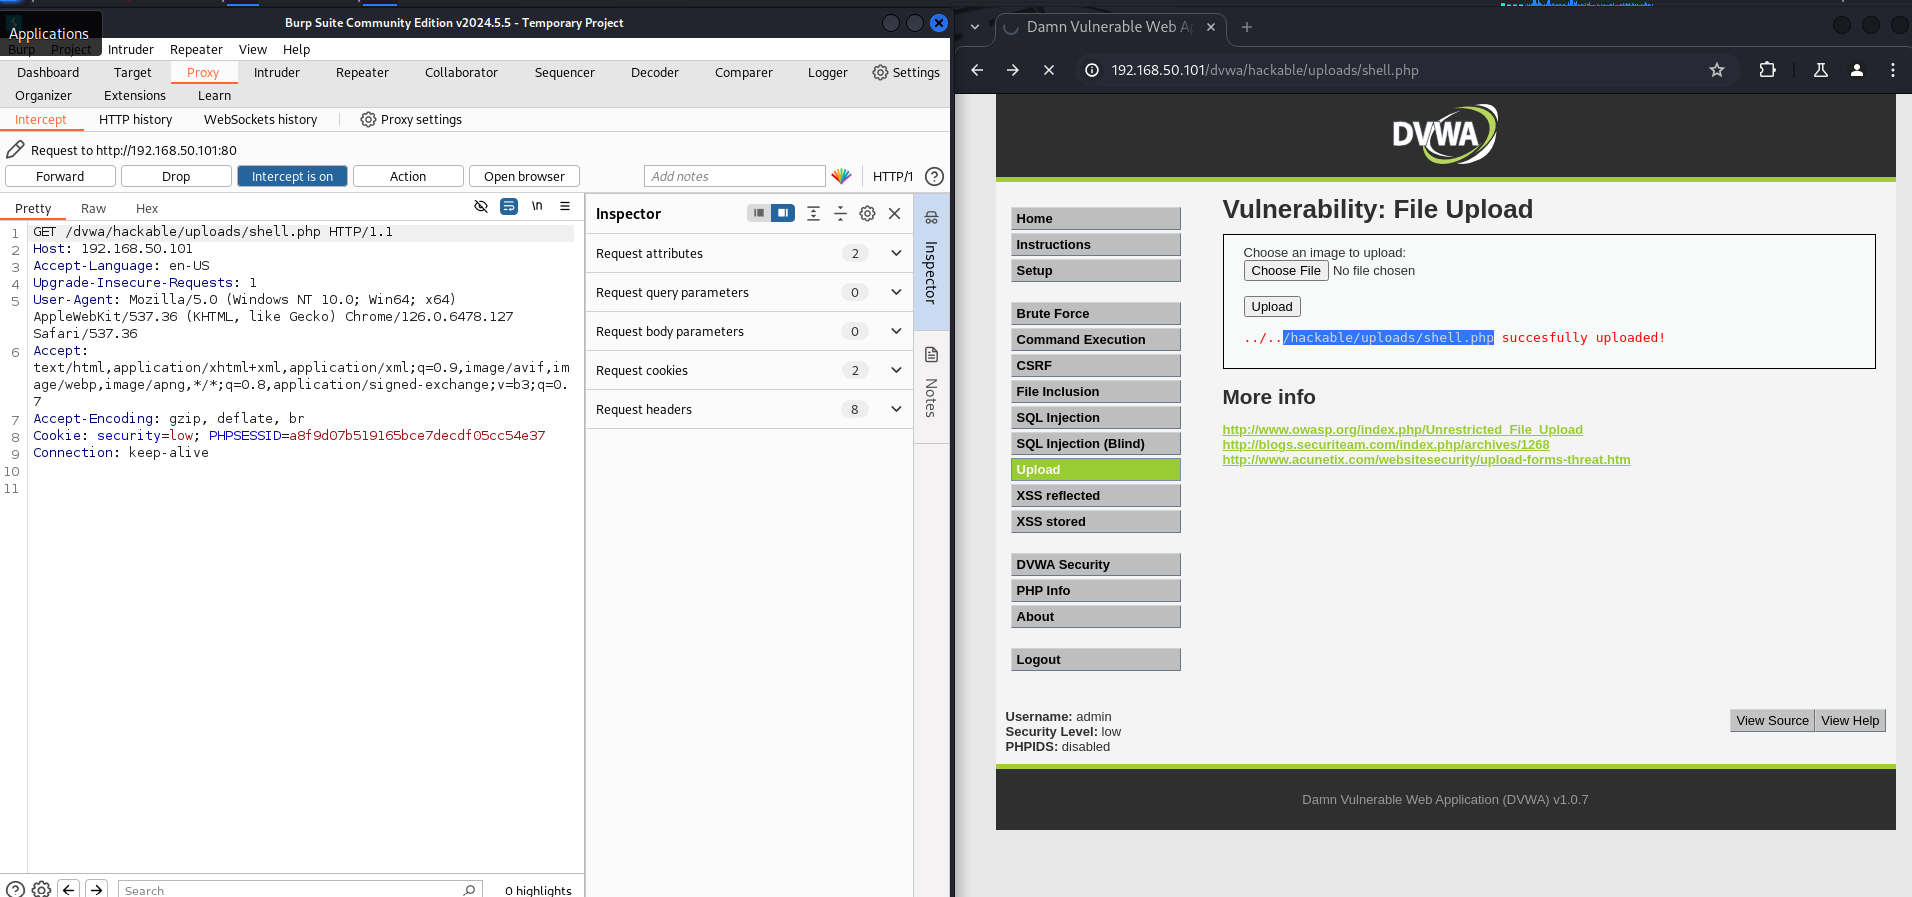 Burp Suite Community Edition v2024.5.5 - Temporary Project
Applications
Burp Project Intruder Repeater View Help
Dashboard Target Proxy Intruder Repeater Collaborator Sequencer Decoder Comparer Logger Settings
Organizer Extensions Learn
Intercept HTTP history WebSockets history Proxy settings
Request to http://192.168.50.101:80
Forward Drop Intercept is on Action Open browser Add notes HTTP/1
Pretty Raw Hex \n
1 GET /dvwa/hackable/uploads/shell.php HTTP/1.1
2 Host: 192.168.50.101
3 Accept-Language: en-US
4 Upgrade-Insecure-Requests: 1
5 User-Agent: Mozilla/5.0 (Windows NT 10.0; Win64; x64)
AppleWebKit/537.36 (KHTML, like Gecko) Chrome/126.0.6478.127
Safari/537.36
6 Accept:
text/html,application/xhtml+xml,application/xml;q=0.9,image/avif,im
age/webp,image/apng,*/*;q=0.8,application/signed-exchange;v=b3;q=0.
7
7 Accept-Encoding: gzip, deflate, br
8 Cookie: security=low; PHPSESSID=a8f9d07b519165bce7decdf05cc54e37
9 Connection: keep-alive
10
11
Search 0 highlights
Inspector
Request attributes 2
Request query parameters 0
Request body parameters 0
Request cookies 2
Request headers 8
Inspector
Notes
Damn Vulnerable Web A
192.168.50.101/dvwa/hackable/uploads/shell.php
DVWA
Home
Instructions
Setup
Brute Force
Command Execution
CSRF
File Inclusion
SQL Injection
SQL Injection (Blind)
Upload
XSS reflected
XSS stored
DVWA Security
PHP Info
About
Logout
Vulnerability: File Upload
Choose an image to upload:
Choose File No file chosen
Upload
../../hackable/uploads/shell.php succesfully uploaded!
More info
http://www.owasp.org/index.php/Unrestricted_File_Upload
http://blogs.securiteam.com/index.php/archives/1268
http://www.acunetix.com/websitesecurity/upload-forms-threat.htm
Username: admin
Security Level: low
PHPIDS: disabled
View Source View Help
Damn Vulnerable Web Application (DVWA) v1.0.7